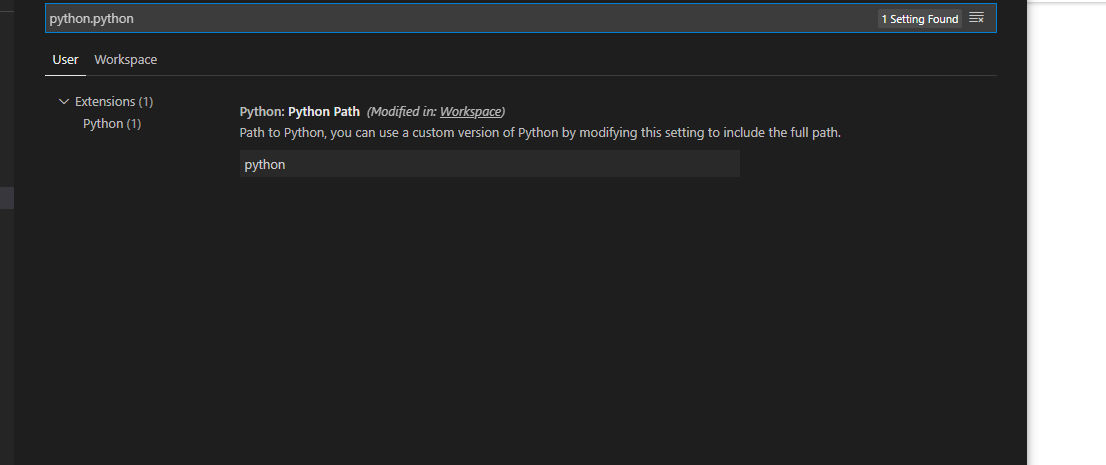 python.python
1 Setting Found
User Workspace
Extensions (1)
Python (1)
Python: Python Path (Modified in: Workspace)
Path to Python, you can use a custom version of Python by modifying this setting to include the full path.
python